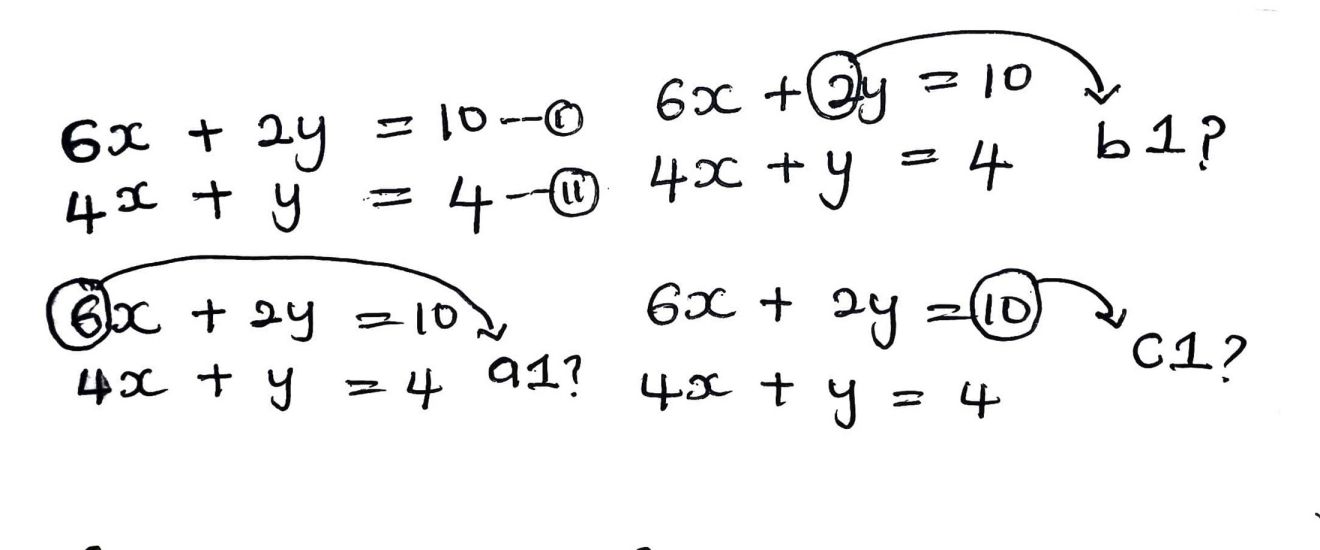 6x + 2y = 10 --- (i)
4x + y = 4 --- (ii)
6x + 2y = 10
4x + y = 4 b1?
6x + 2y = 10
4x + y = 4 a1?
6x + 2y = 10
4x + y = 4 c1?